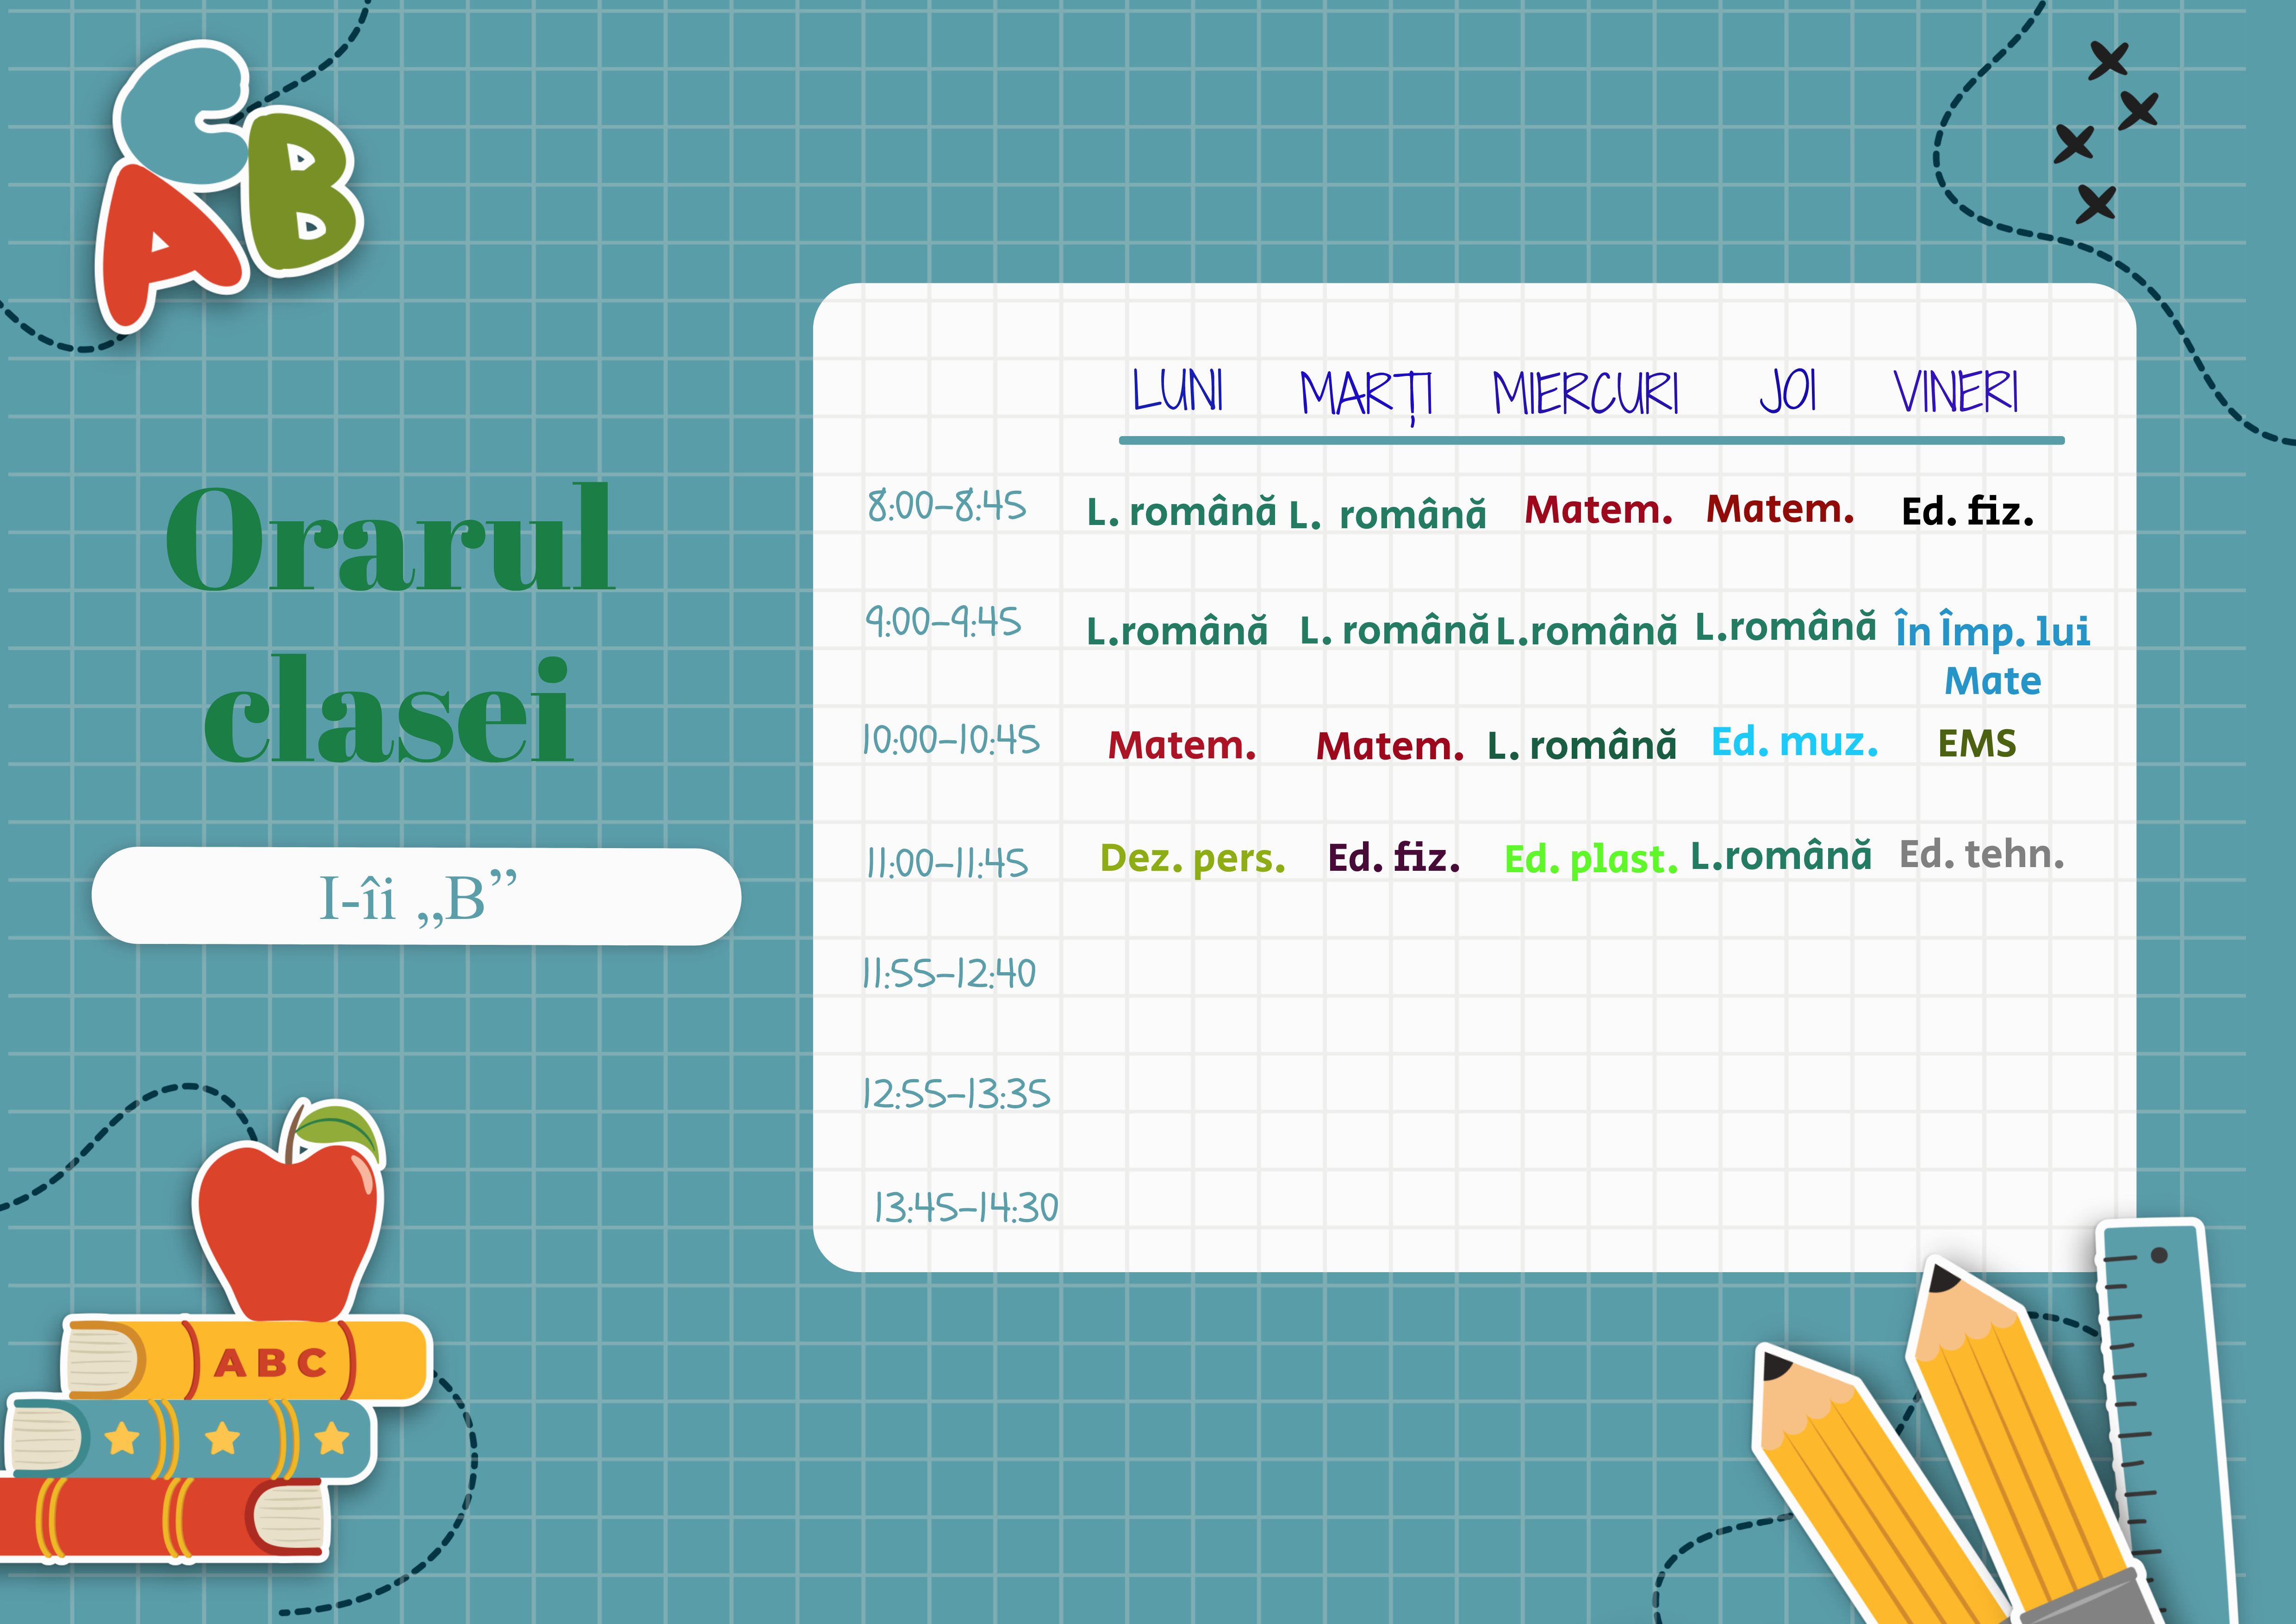 C
A B
Orarul
clasei
I-îi „B”
LUNI MARȚI MIERCURI JOI VINERI
8:00-8:45 L. română L. română Matem. Matem. Ed. fiz.
9:00-9:45 L.română L. română L.română L.română În Împ. lui
Mate
10:00-10:45 Matem. Matem. L. română Ed. muz. EMS
11:00-11:45 Dez. pers. Ed. fiz. Ed. plast. L.română Ed. tehn.
11:55-12:40
12:55-13:35
13:45-14:30
A B C